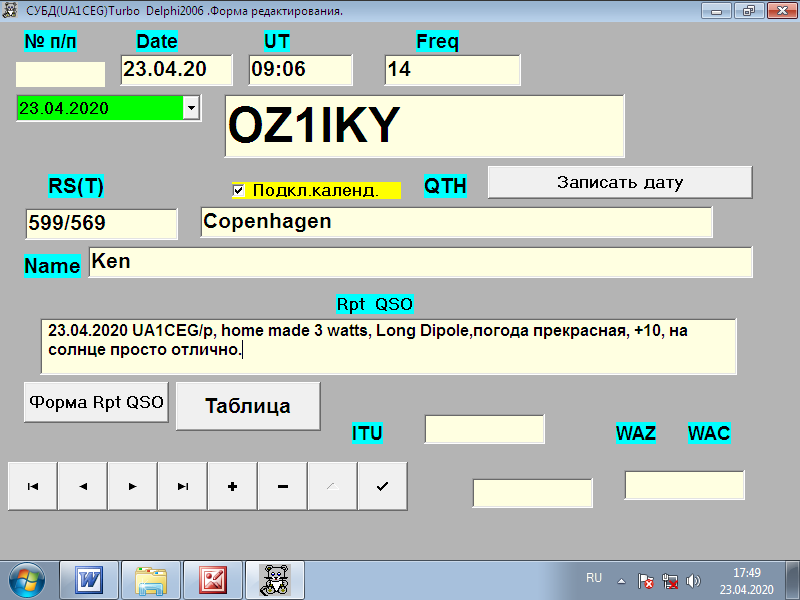 СУБД(UA1CEG)Turbo Delphi2006 .Форма редактирования.
№ п/п Date UT Freq
23.04.20 09:06 14
23.04.2020
OZ1IKY
RS(T) Подкл.календ. QTH Записать дату
599/569 Copenhagen
Name Ken
Rpt QSO
23.04.2020 UA1CEG/p, home made 3 watts, Long Dipole,погода прекрасная, +10, на
солнце просто отлично.
Форма Rpt QSO Таблица
ITU WAZ WAC
RU 17:49
23.04.2020